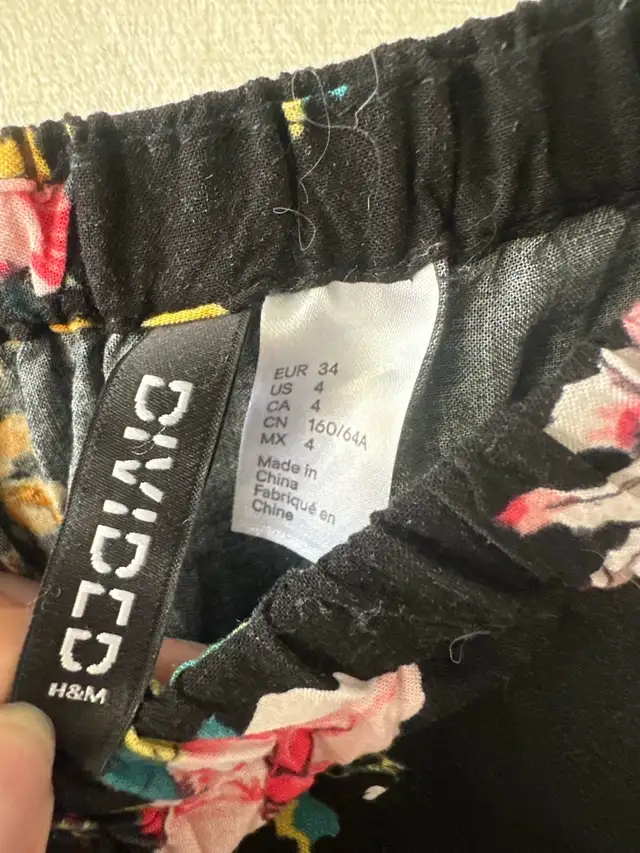 DIVIDED
H&M
EUR 34
US 4
CA 4
CN 160/64A
MX 4
Made in
China
Fabriqué en
Chine